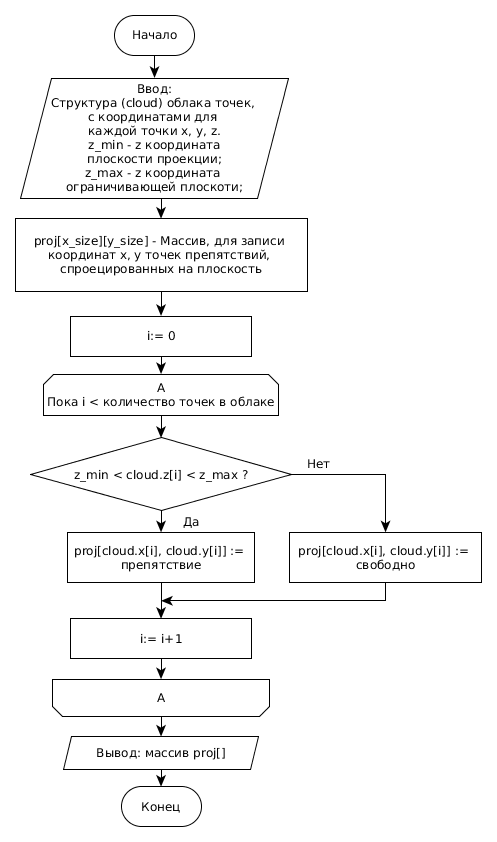 Начало
Ввод:
Структура (cloud) облака точек,
с координатами для
каждой точки x, y, z.
z_min - z координата
плоскости проекции;
z_max - z координата
ограничивающей плоскоти;
proj[x_size][y_size] - Массив, для записи
координат x, y точек препятствий,
спроецированных на плоскость
i:= 0
A
Пока i < количество точек в облаке
z_min < cloud.z[i] < z_max ?
Нет
Да
proj[cloud.x[i], cloud.y[i]] :=
препятствие
proj[cloud.x[i], cloud.y[i]] :=
свободно
i:= i+1
A
Вывод: массив proj[]
Конец